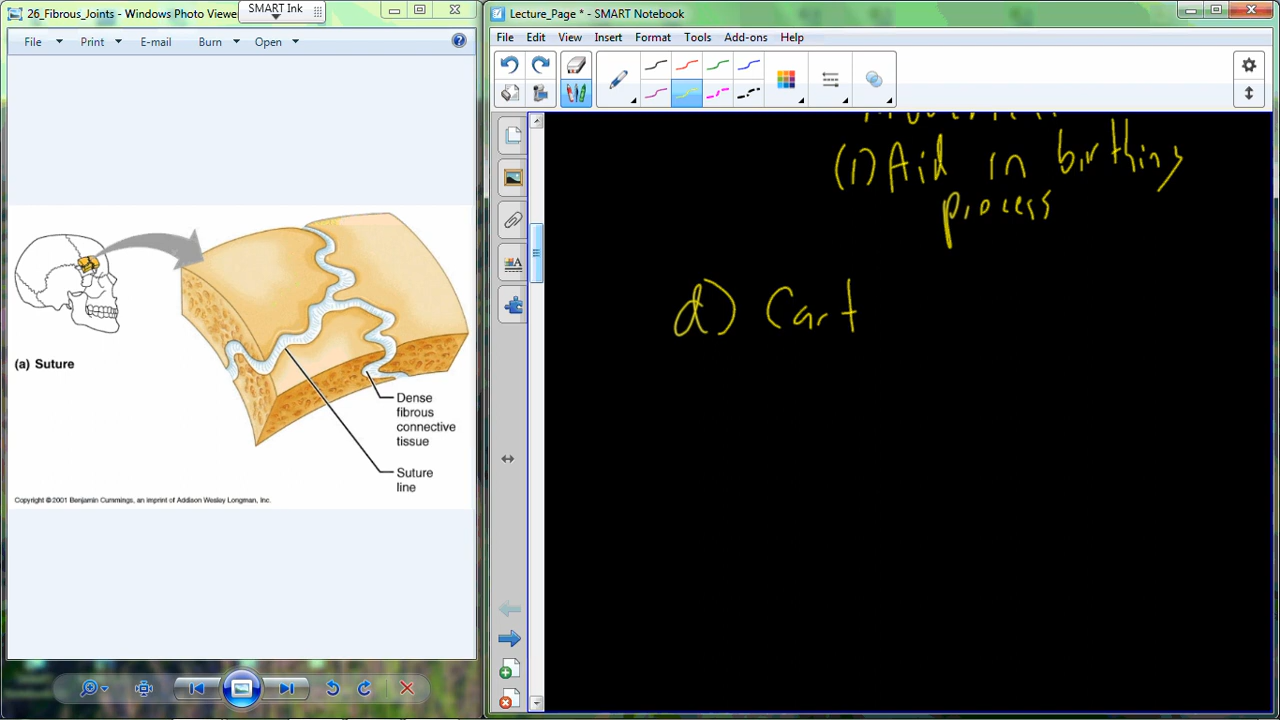 26_Fibrous_Joints - Windows Photo Viewer
SMART Ink
File Print E-mail Burn Open
(a) Suture
Dense
fibrous
connective
tissue
Suture
line
Copyright © 2001 Benjamin Cummings, an imprint of Addison Wesley Longman, Inc.
Lecture_Page * - SMART Notebook
File Edit View Insert Format Tools Add-ons Help
(1) Aid in birthing
process
d) Cart